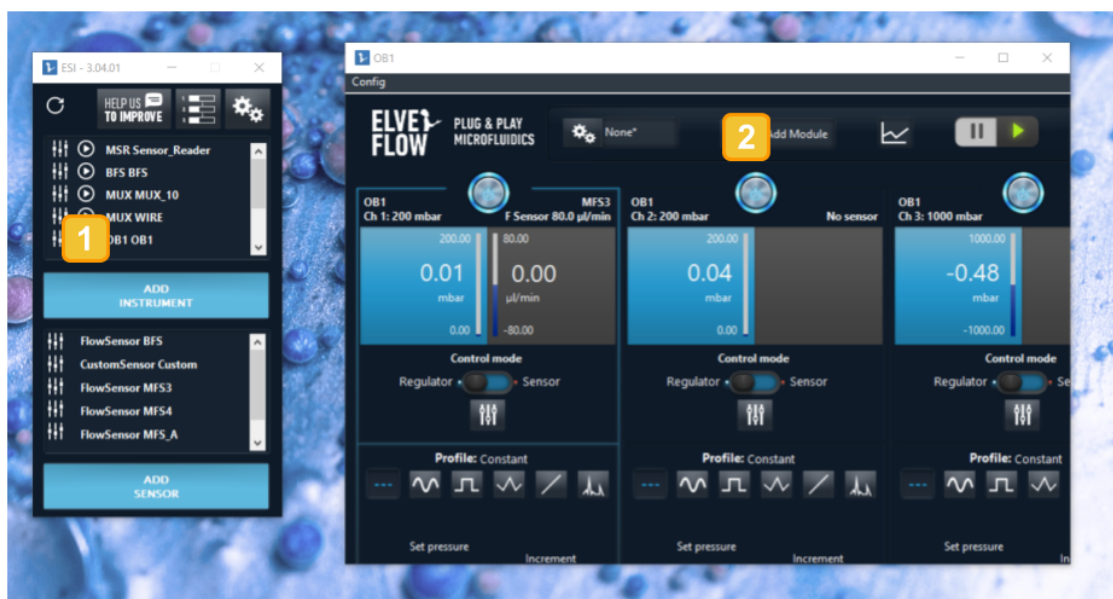 ESI - 3.04.01
HELP US
TO IMPROVE
MSR Sensor_Reader
BFS BFS
MUX MUX_10
MUX WIRE
OB1 OB1
1
ADD
INSTRUMENT
FlowSensor BFS
CustomSensor Custom
FlowSensor MFS3
FlowSensor MFS4
FlowSensor MFS_A
ADD
SENSOR
OB1
Config
ELVE
FLOW
PLUG & PLAY
MICROFLUIDICS
None*
2
Add Module
OB1 MFS3
Ch 1: 200 mbar F Sensor 80.0 µl/min
200.00 80.00
0.01 0.00
mbar µl/min
0.00 -80.00
Control mode
Regulator Sensor
Profile: Constant
Set pressure
Increment
OB1
Ch 2: 200 mbar No sensor
200.00
0.04
mbar
0.00
Control mode
Regulator Sensor
Profile: Constant
Set pressure
Increment
OB1
Ch 3: 1000 mbar
1000.00
-0.48
mbar
-1000.00
Control mode
Regulator Se
Profile: Constant
Set pressure
In